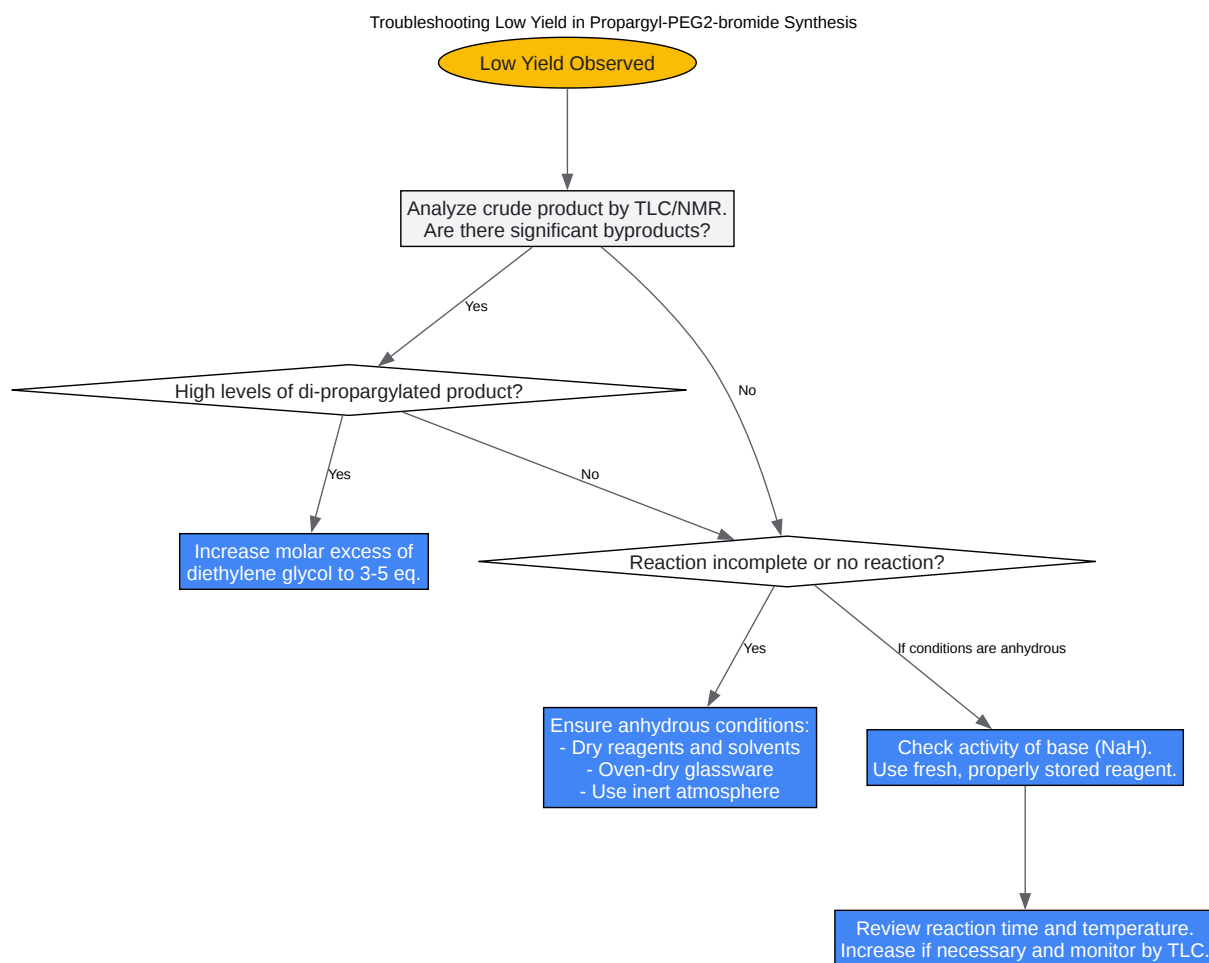 Troubleshooting Low Yield in Propargyl-PEG2-bromide Synthesis
Low Yield Observed
Analyze crude product by TLC/NMR.
Are there significant byproducts?
Yes
No
High levels of di-propargylated product?
Yes
No
Increase molar excess of
diethylene glycol to 3-5 eq.
Reaction incomplete or no reaction?
Yes
If conditions are anhydrous
Ensure anhydrous conditions:
- Dry reagents and solvents
- Oven-dry glassware
- Use inert atmosphere
Check activity of base (NaH).
Use fresh, properly stored reagent.
Review reaction time and temperature.
Increase if necessary and monitor by TLC.